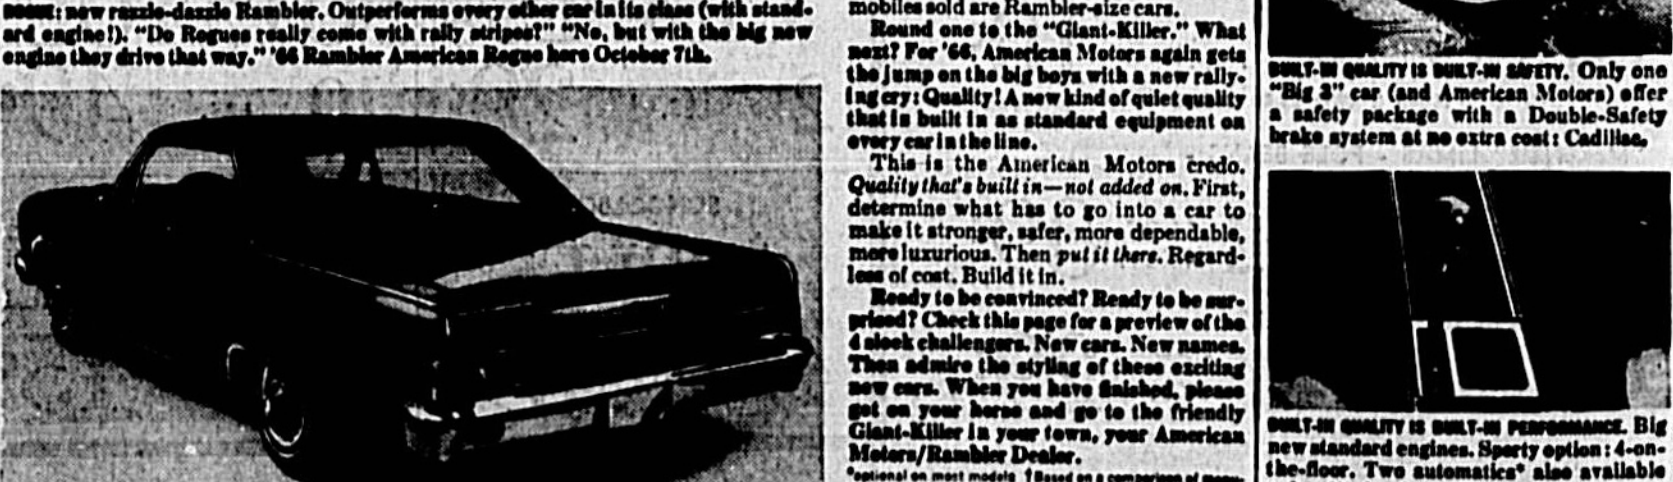 ROGUE: new razzle-dazzle Rambler. Outperforms every other car in its class (with stand-
ard engine!). "Do Rogues really come with rally stripes?" "No, but with the big new
engine they drive that way." '66 Rambler American Rogue here October 7th.
mobiles sold are Rambler-size cars.
Round one to the "Giant-Killer." What
next? For '66, American Motors again gets
the jump on the big boys with a new rally-
ing cry: Quality! A new kind of quiet quality
that is built in as standard equipment on
every car in the line.
This is the American Motors credo.
Quality that's built in—not added on. First,
determine what has to go into a car to
make it stronger, safer, more dependable,
more luxurious. Then put it there. Regard-
less of cost. Build it in.
Ready to be convinced? Ready to be sur-
prised? Check this page for a preview of the
4 sleek challengers. New cars. New names.
Then admire the styling of these exciting
new cars. When you have finished, please
get on your horse and go to the friendly
Giant-Killer in your town, your American
Motors/Rambler Dealer.
*optional on most models †Based on a comparison of manu-
BUILT-IN QUALITY IS BUILT-IN SAFETY. Only one
"Big 3" car (and American Motors) offer
a safety package with a Double-Safety
brake system at no extra cost: Cadillac.
BUILT-IN QUALITY IS BUILT-IN PERFORMANCE. Big
new standard engines. Sporty option: 4-on-
the-floor. Two automatics* also available